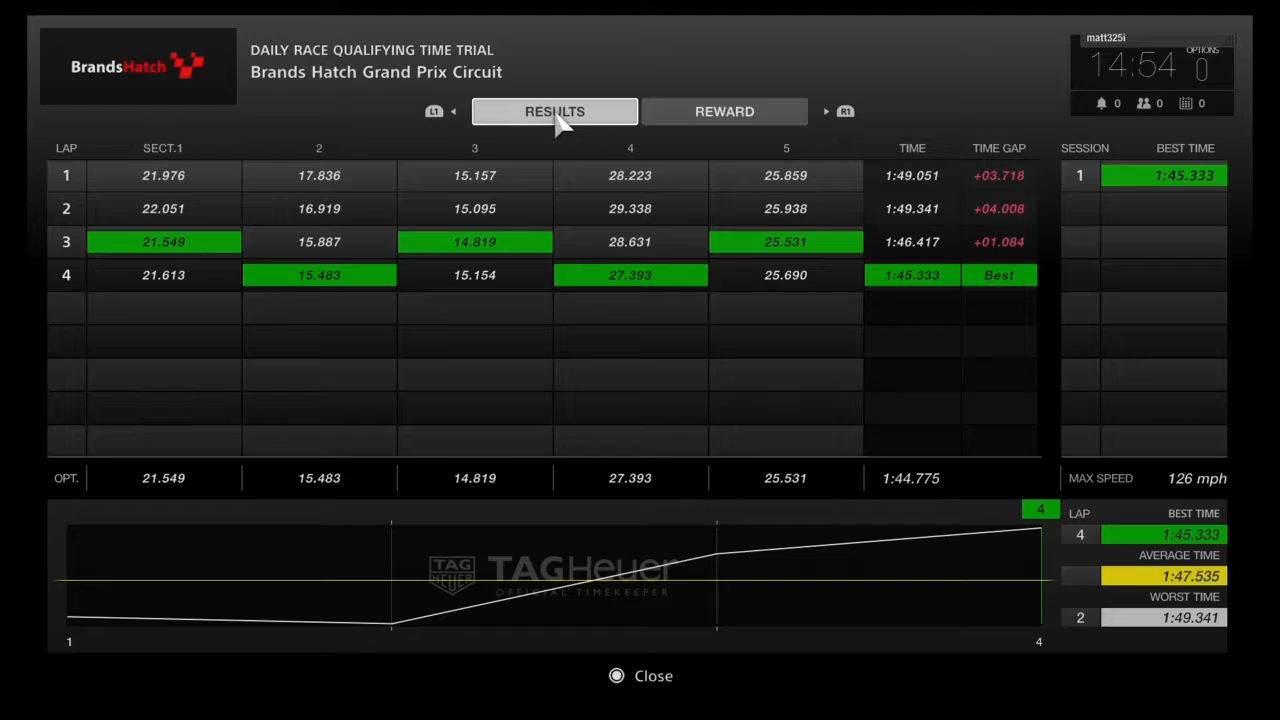 BrandsHatch
DAILY RACE QUALIFYING TIME TRIAL
Brands Hatch Grand Prix Circuit
matt325i
OPTIONS
14:54 0
0 0 0
L1 RESULTS REWARD R1
LAP SECT.1 2 3 4 5 TIME TIME GAP SESSION BEST TIME
1 21.976 17.836 15.157 28.223 25.859 1:49.051 +03.718 1 1:45.333
2 22.051 16.919 15.095 29.338 25.938 1:49.341 +04.008
3 21.549 15.887 14.819 28.631 25.531 1:46.417 +01.084
4 21.613 15.483 15.154 27.393 25.690 1:45.333 Best
OPT. 21.549 15.483 14.819 27.393 25.531 1:44.775 MAX SPEED 126 mph
4 LAP BEST TIME
4 1:45.333
AVERAGE TIME
TAG HEUER TAGHeuer
OFFICIAL TIMEKEEPER
1:47.535
WORST TIME
2 1:49.341
1 4
Close